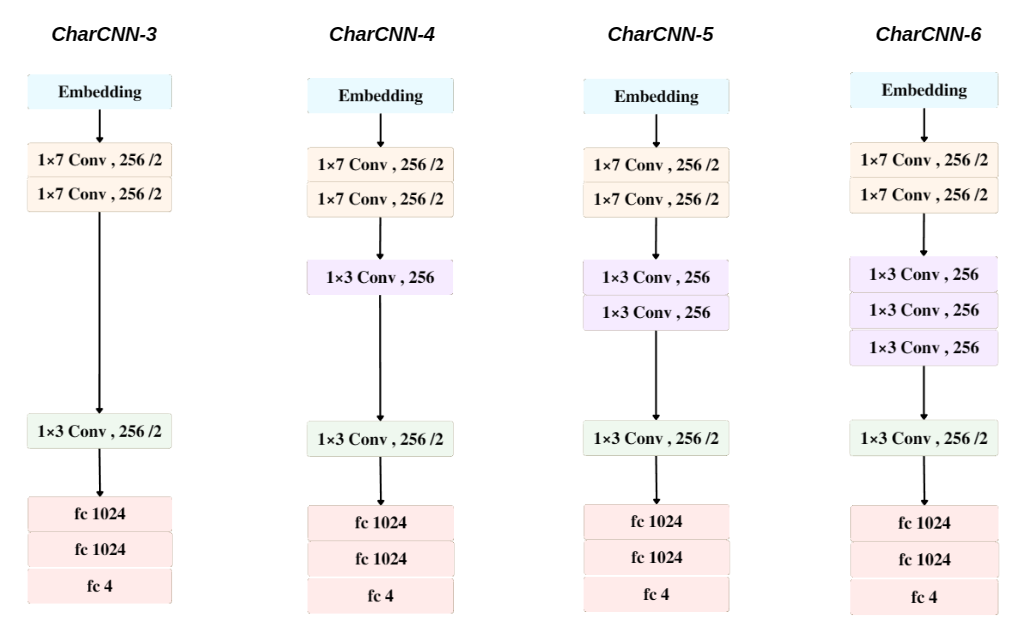 CharCNN-3
Embedding
1×7 Conv , 256 /2
1×7 Conv , 256 /2
1×3 Conv , 256 /2
fc 1024
fc 1024
fc 4
CharCNN-4
Embedding
1×7 Conv , 256 /2
1×7 Conv , 256 /2
1×3 Conv , 256
1×3 Conv , 256 /2
fc 1024
fc 1024
fc 4
CharCNN-5
Embedding
1×7 Conv , 256 /2
1×7 Conv , 256 /2
1×3 Conv , 256
1×3 Conv , 256
1×3 Conv , 256 /2
fc 1024
fc 1024
fc 4
CharCNN-6
Embedding
1×7 Conv , 256 /2
1×7 Conv , 256 /2
1×3 Conv , 256
1×3 Conv , 256
1×3 Conv , 256
1×3 Conv , 256 /2
fc 1024
fc 1024
fc 4